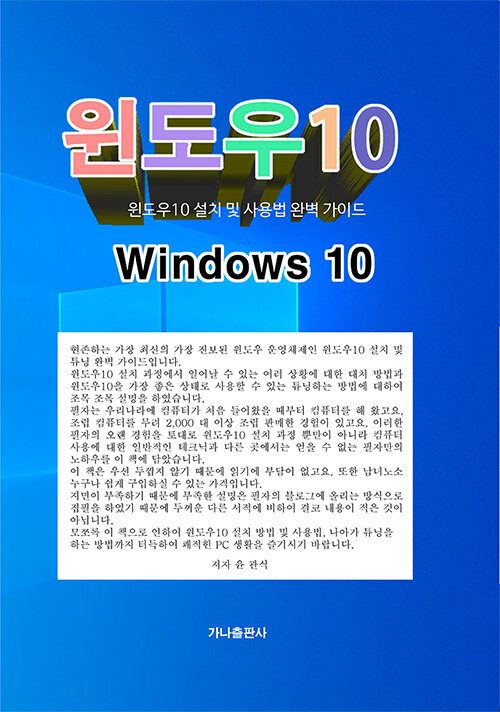 윈도우10
윈도우10 설치 및 사용법 완벽 가이드
Windows 10
현존하는 가장 최신의 가장 진보된 윈도우 운영체제인 윈도우10 설치 및
튜닝 완벽 가이드입니다.
윈도우10 설치 과정에서 일어날 수 있는 여러 상황에 대한 대처 방법과
윈도우10을 가장 좋은 상태로 사용할 수 있는 튜닝하는 방법에 대하여
조목 조목 설명을 하였습니다.
필자는 우리나라에 컴퓨터가 처음 들어왔을 때부터 컴퓨터를 해 왔고요,
조립 컴퓨터를 무려 2,000 대 이상 조립 판매한 경험이 있고요, 이러한
필자의 오랜 경험을 토대로 윈도우10 설치 과정 뿐만이 아니라 컴퓨터
사용에 대한 일반적인 테크닉과 다른 곳에서는 얻을 수 없는 필자만의
노하우를 이 책에 담았습니다.
이 책은 우선 두껍지 않기 때문에 읽기에 부담이 없고요, 또한 남녀노소
누구나 쉽게 구입하실 수 있는 가격입니다.
지면이 부족하기 때문에 부족한 설명은 필자의 블로그에 올리는 방식으로
집필을 하였기 때문에 두꺼운 다른 서적에 비하여 결코 내용이 적은 것이
아닙니다.
모쪼록 이 책으로 인하여 윈도우10 설치 방법 및 사용법, 나아가 튜닝을
하는 방법까지 터득하여 쾌적한 PC 생활을 즐기시기 바랍니다.
저자 윤 관식
가나출판사